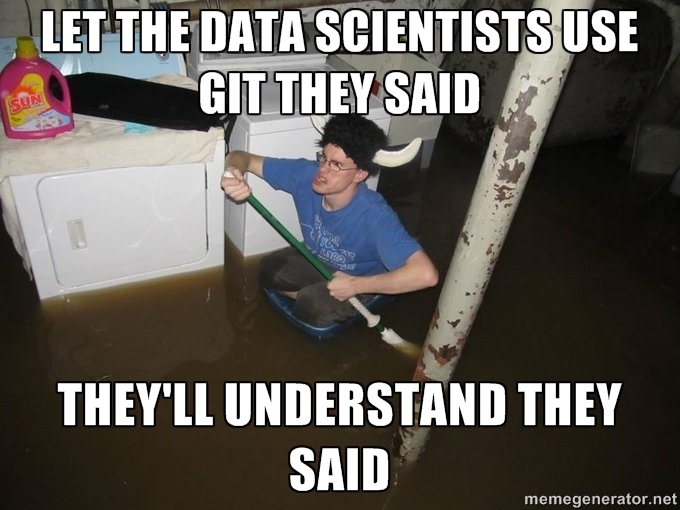 LET THE DATA SCIENTISTS USE
GIT THEY SAID
SUN
THEY'LL UNDERSTAND THEY
SAID
memegenerator.net